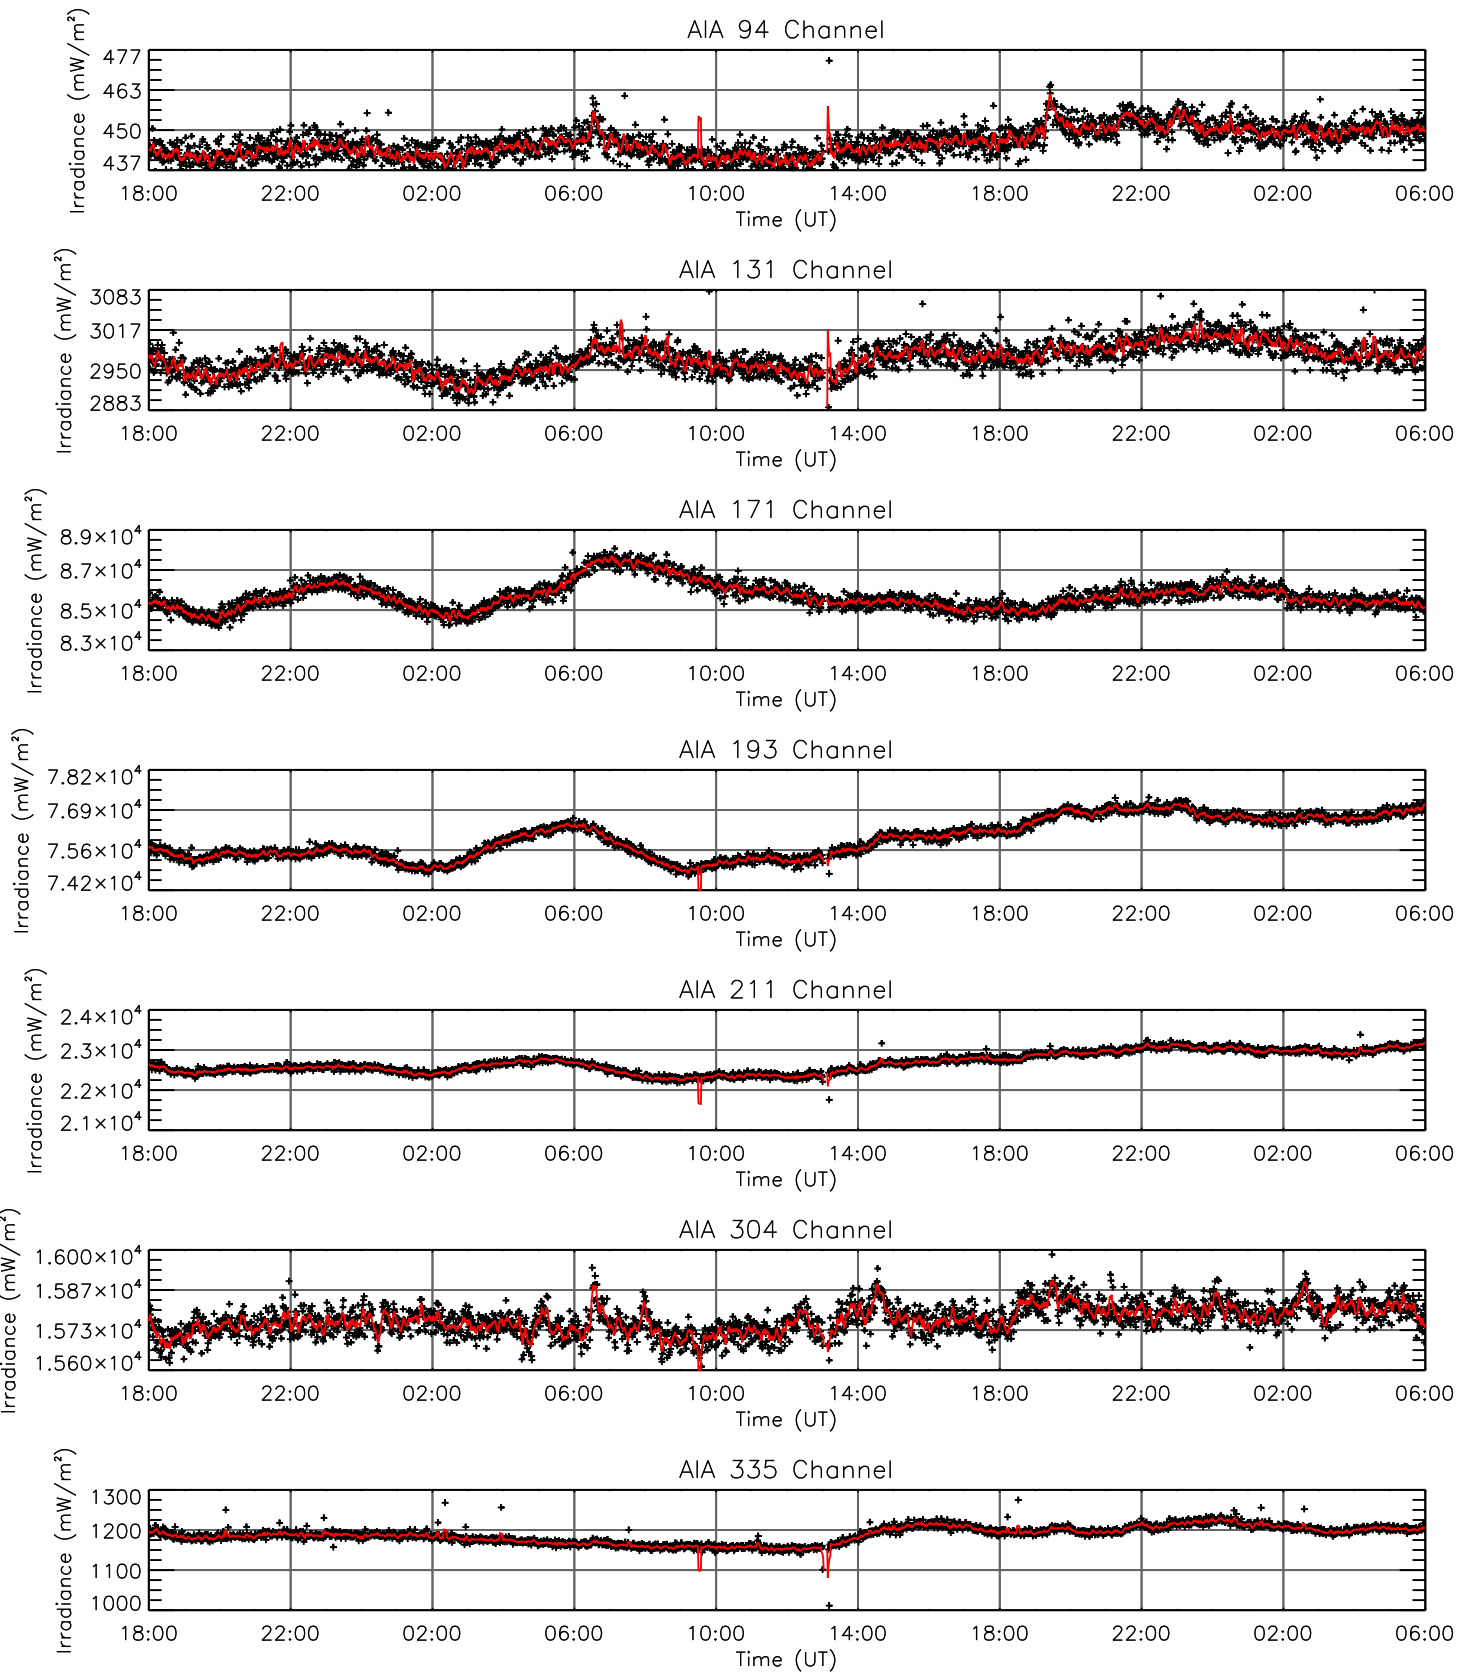 AIA 94 Channel
Irradiance (mW/m²)
477
463
450
437
18:00 22:00 02:00 06:00 10:00 14:00 18:00 22:00 02:00 06:00
Time (UT)
AIA 131 Channel
Irradiance (mW/m²)
3083
3017
2950
2883
18:00 22:00 02:00 06:00 10:00 14:00 18:00 22:00 02:00 06:00
Time (UT)
AIA 171 Channel
Irradiance (mW/m²)
8.9×10⁴
8.7×10⁴
8.5×10⁴
8.3×10⁴
18:00 22:00 02:00 06:00 10:00 14:00 18:00 22:00 02:00 06:00
Time (UT)
AIA 193 Channel
Irradiance (mW/m²)
7.82×10⁴
7.69×10⁴
7.56×10⁴
7.42×10⁴
18:00 22:00 02:00 06:00 10:00 14:00 18:00 22:00 02:00 06:00
Time (UT)
AIA 211 Channel
Irradiance (mW/m²)
2.4×10⁴
2.3×10⁴
2.2×10⁴
2.1×10⁴
18:00 22:00 02:00 06:00 10:00 14:00 18:00 22:00 02:00 06:00
Time (UT)
AIA 304 Channel
Irradiance (mW/m²)
1.600×10⁴
1.587×10⁴
1.573×10⁴
1.560×10⁴
18:00 22:00 02:00 06:00 10:00 14:00 18:00 22:00 02:00 06:00
Time (UT)
AIA 335 Channel
Irradiance (mW/m²)
1300
1200
1100
1000
18:00 22:00 02:00 06:00 10:00 14:00 18:00 22:00 02:00 06:00
Time (UT)